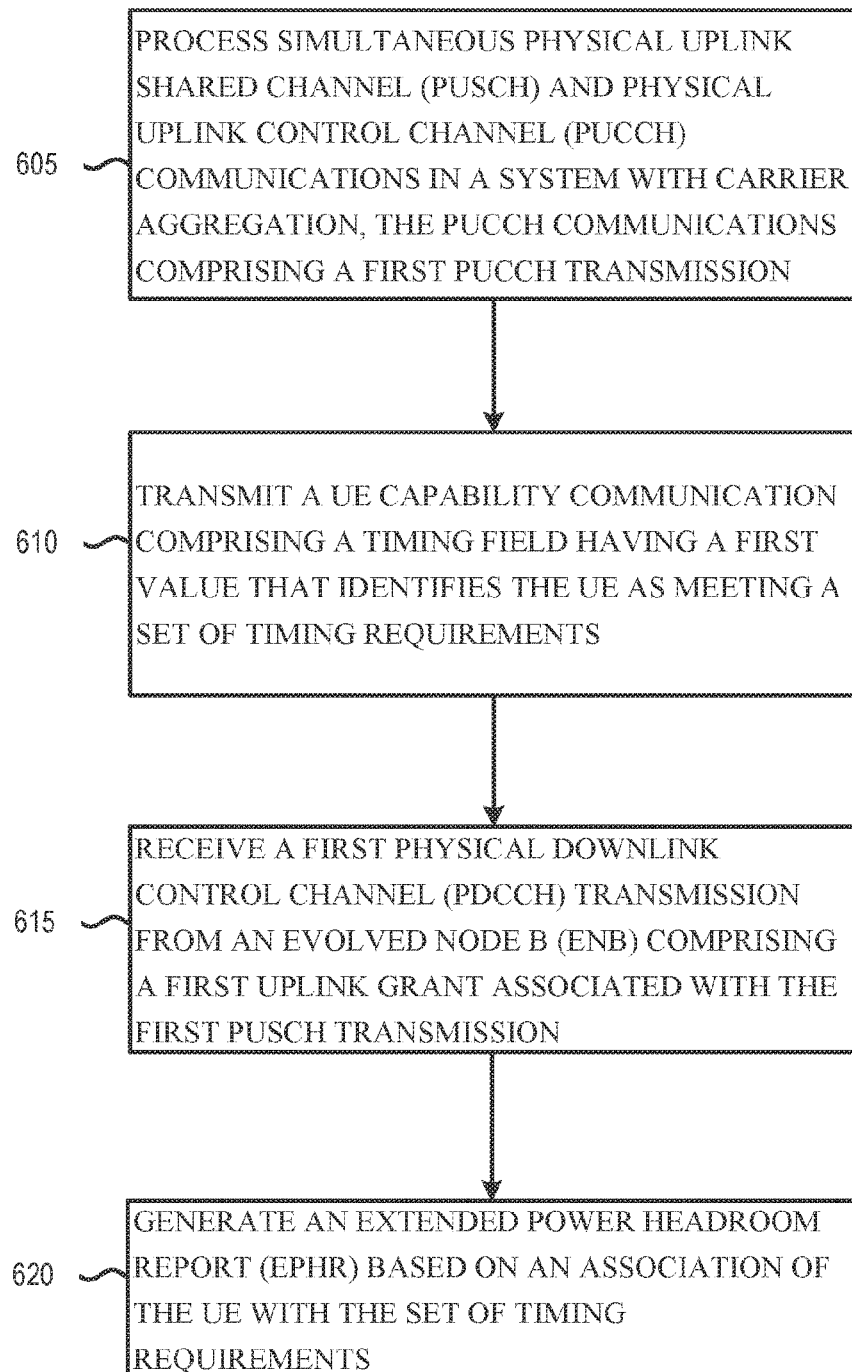 PROCESS SIMULTANEOUS PHYSICAL UPLINK
SHARED CHANNEL (PUSCH) AND PHYSICAL
UPLINK CONTROL CHANNEL (PUCCH)
605
COMMUNICATIONS IN A SYSTEM WITH CARRIER
AGGREGATION, THE PUCCH COMMUNICATIONS
COMPRISING A FIRST PUCCH TRANSMISSION
TRANSMIT A UE CAPABILITY COMMUNICATION
610
COMPRISING A TIMING FIELD HAVING A FIRST
VALUE THAT IDENTIFIES THE UE AS MEETING A
SET OF TIMING REQUIREMENTS
RECEIVE A FIRST PHYSICAL DOWNLINK
CONTROL CHANNEL (PDCCH) TRANSMISSION
615
FROM AN EVOLVED NODE B (ENB) COMPRISING
A FIRST UPLINK GRANT ASSOCIATED WITH THE
FIRST PUSCH TRANSMISSION
GENERATE AN EXTENDED POWER HEADROOM
620
REPORT (EPHR) BASED ON AN ASSOCIATION OF
THE UE WITH THE SET OF TIMING
REQUIREMENTS